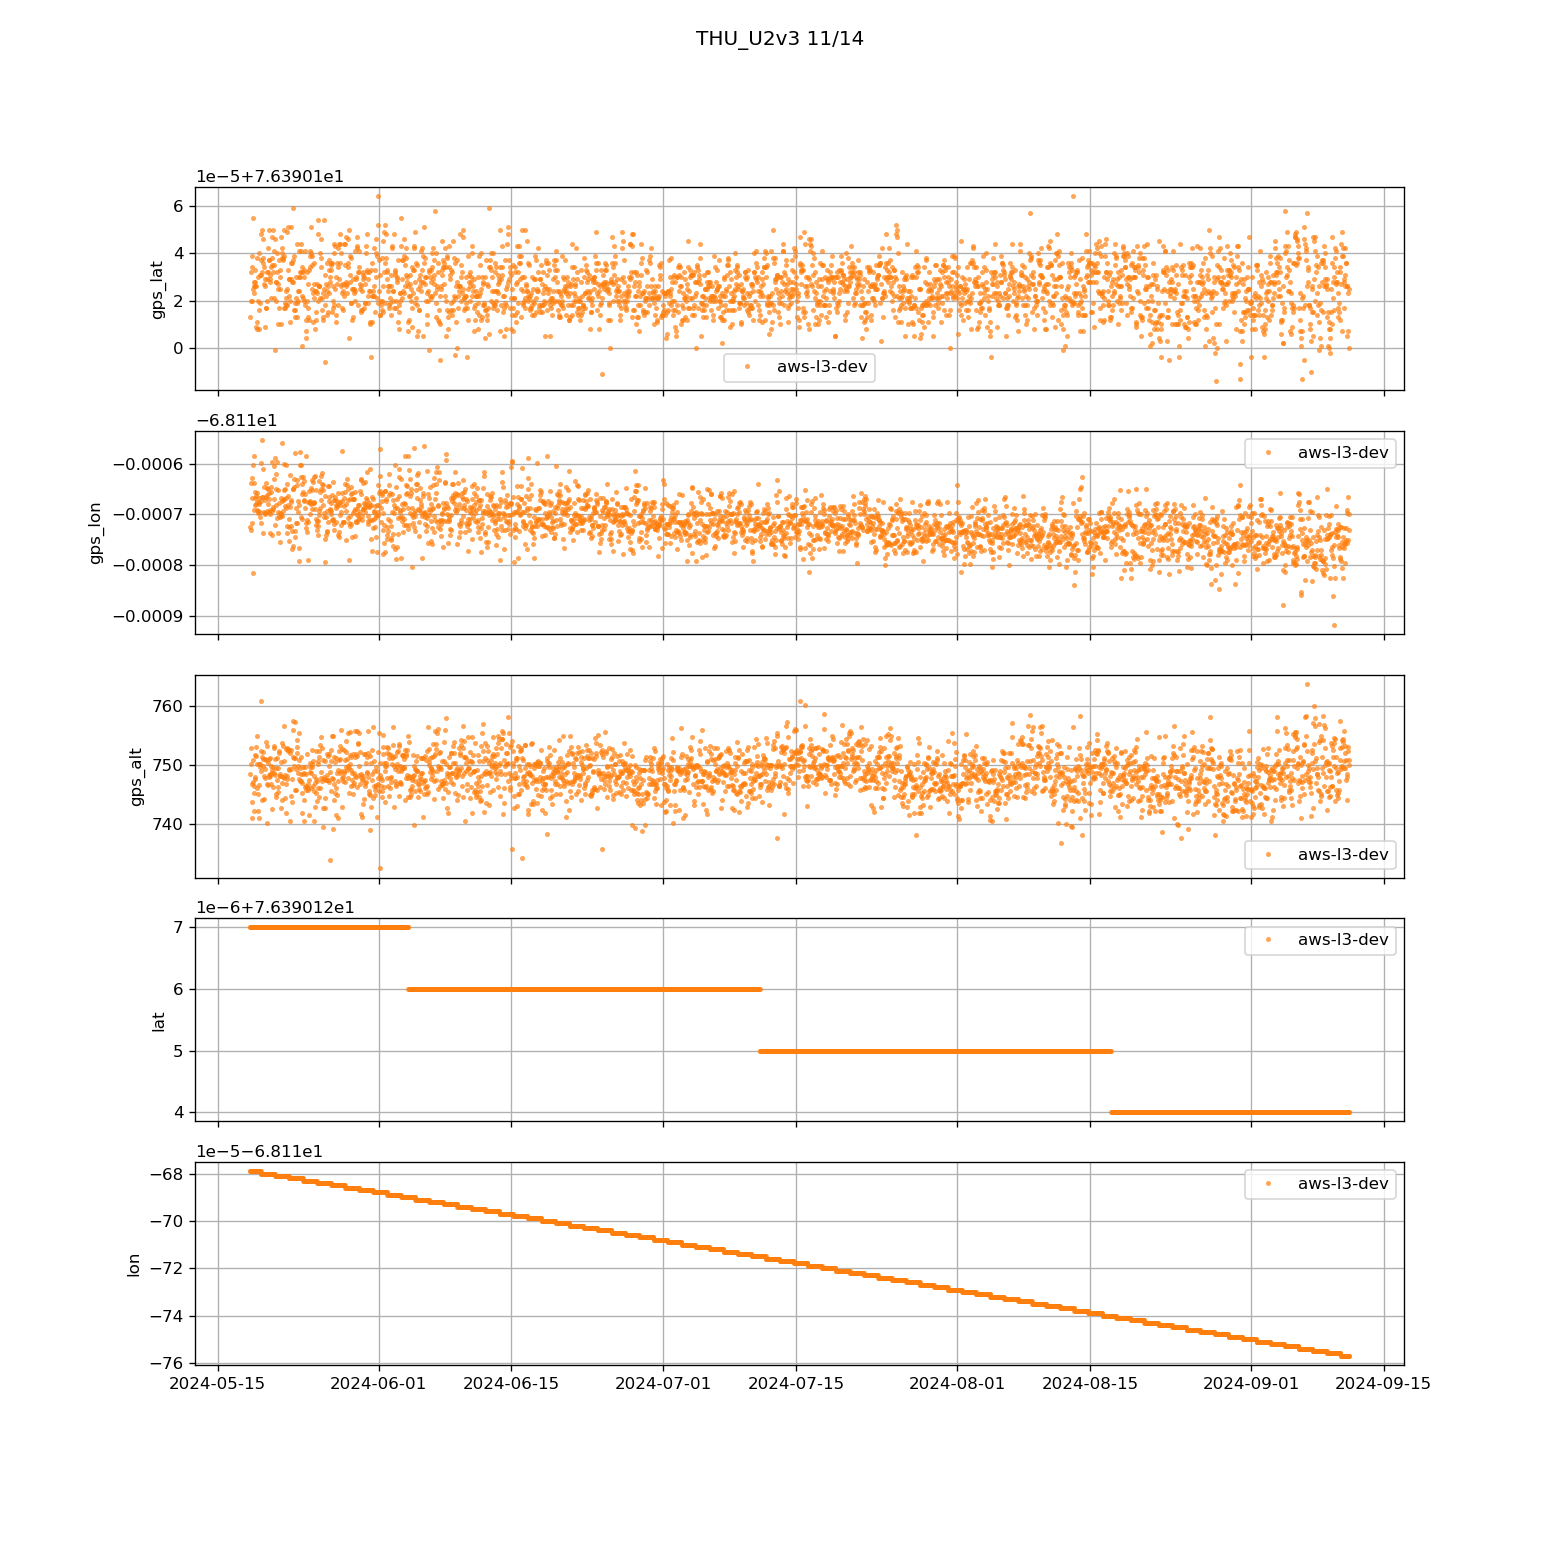 THU_U2v3 11/14
1e−5+7.63901e1
6
4
2
0
gps_lat
aws-l3-dev
−6.811e1
−0.0006
−0.0007
−0.0008
−0.0009
gps_lon
aws-l3-dev
760
750
740
gps_alt
aws-l3-dev
1e−6+7.639012e1
7
6
5
4
lat
aws-l3-dev
1e−5−6.811e1
−68
−70
−72
−74
−76
lon
aws-l3-dev
2024-05-15 2024-06-01 2024-06-15 2024-07-01 2024-07-15 2024-08-01 2024-08-15 2024-09-01 2024-09-15